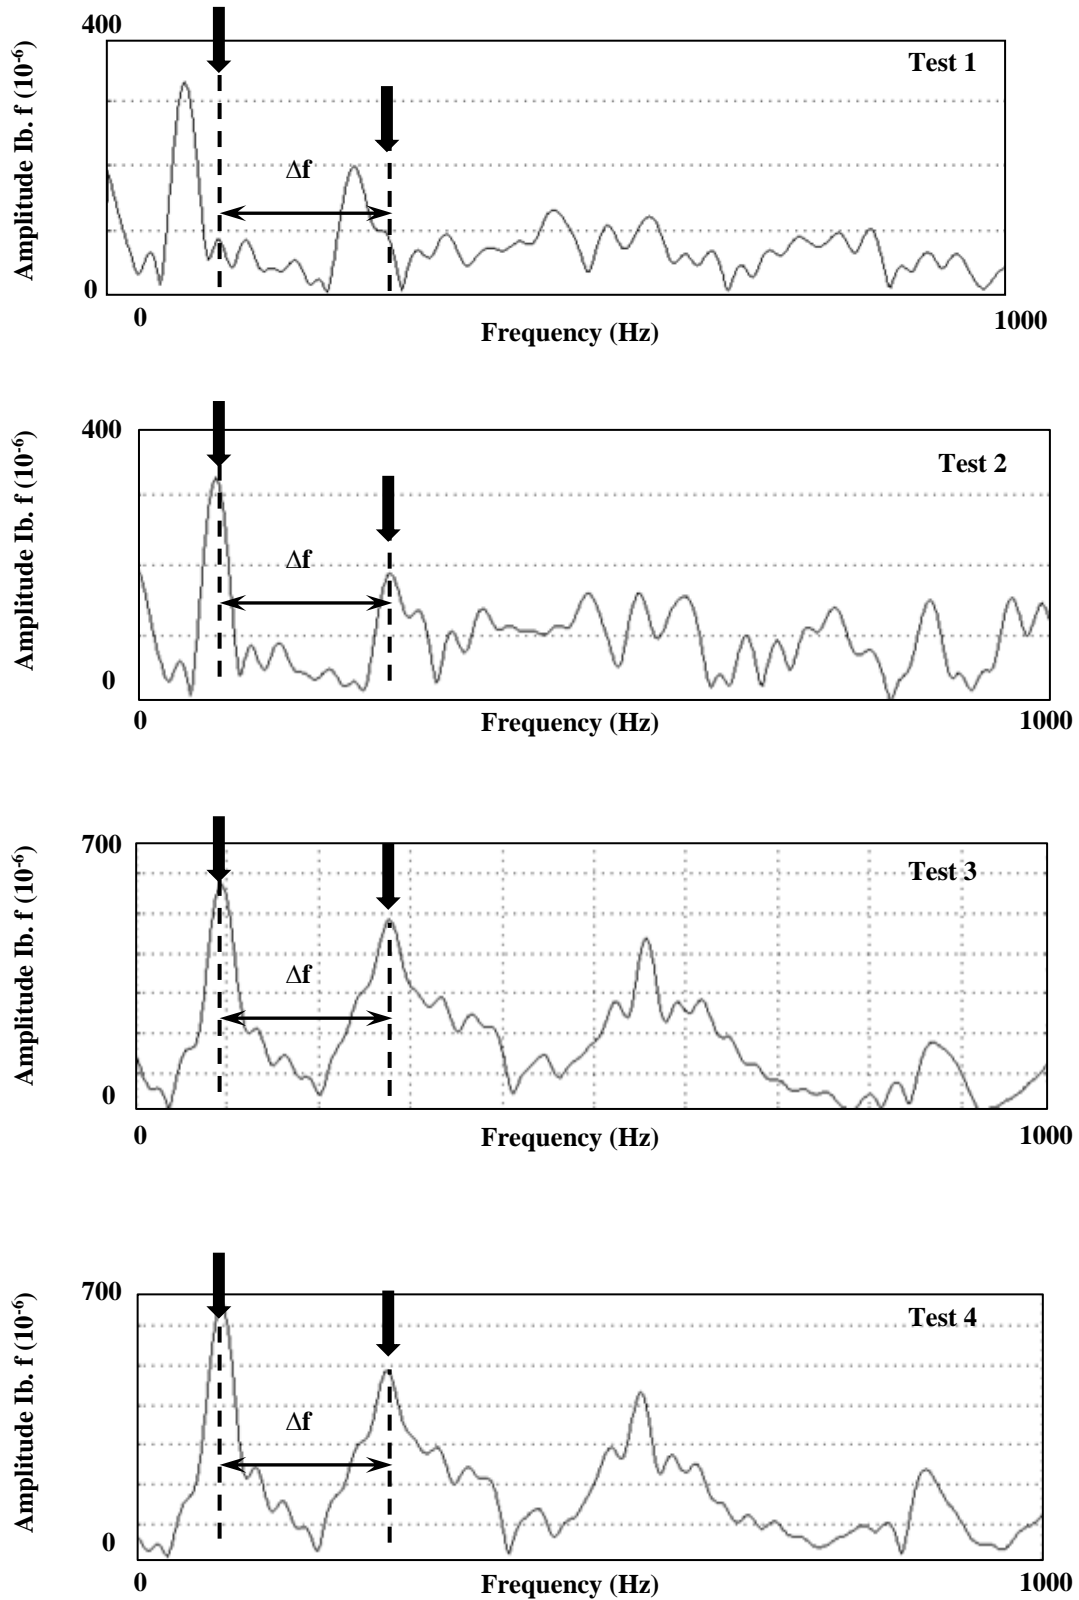 400
Test 1
Amplitude Ib. f (10-6)
Δf
0
0
1000
Frequency (Hz)
400
Test 2
Amplitude Ib. f (10-6)
Δf
0
0
Frequency (Hz)
1000
700
Test 3
Amplitude Ib. f (10-6)
Δf
0
0
Frequency (Hz)
1000
700
Test 4
Amplitude Ib. f (10-6)
Δf
0
0
Frequency (Hz)
1000